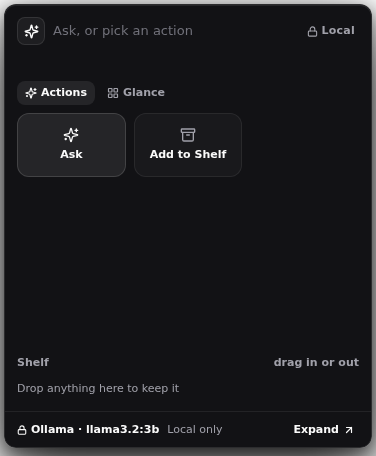 Ask, or pick an action
Local
Actions
Glance
Ask
Add to Shelf
Shelf
drag in or out
Drop anything here to keep it
Ollama · llama3.2:3b Local only
Expand